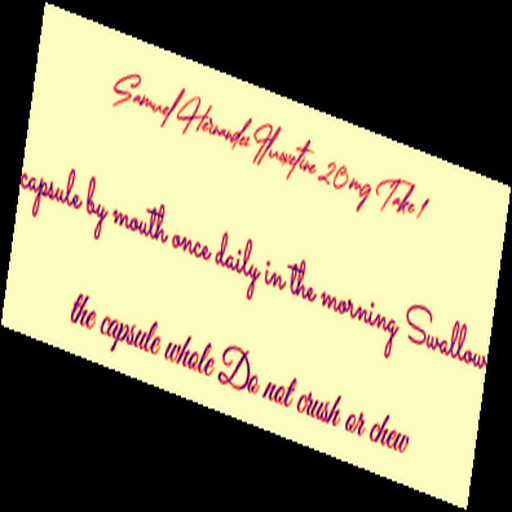 Samuel Hernandez Fluoxetine 20mg Take 1
capsule by mouth once daily in the morning Swallow
the capsule whole Do not crush or chew